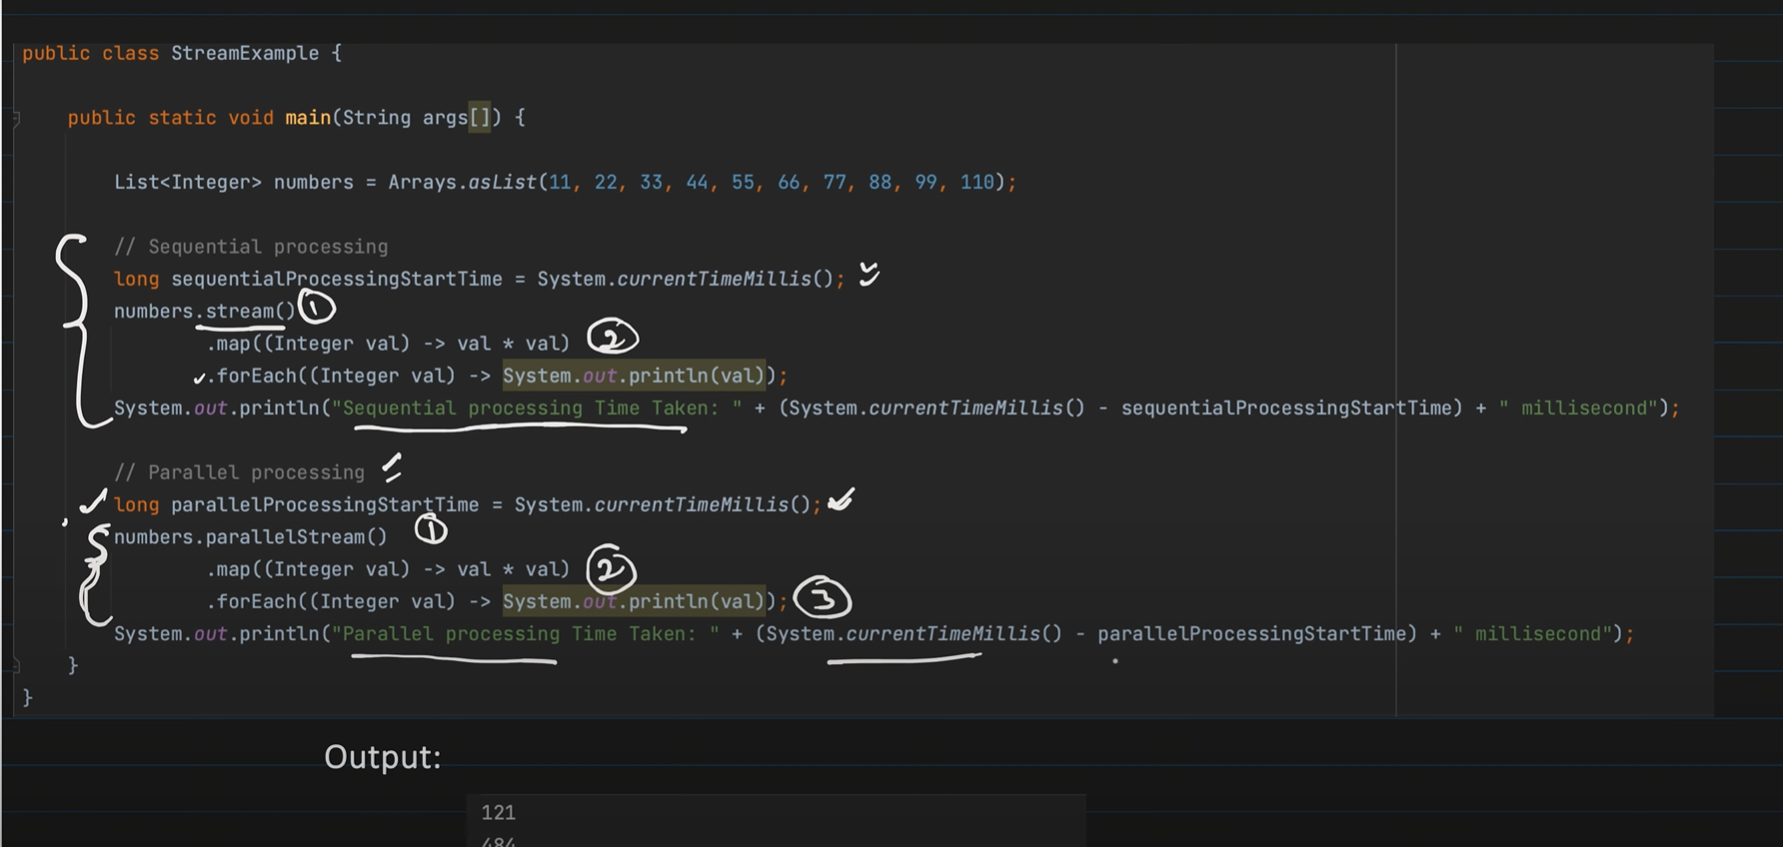 public class StreamExample {
public static void main(String args[]) {
List<Integer> numbers = Arrays.asList(11, 22, 33, 44, 55, 66, 77, 88, 99, 110);
// Sequential processing
long sequentialProcessingStartTime = System.currentTimeMillis();
numbers.stream() 1
.map((Integer val) -> val * val) 2
.forEach((Integer val) -> System.out.println(val));
System.out.println("Sequential processing Time Taken: " + (System.currentTimeMillis() - sequentialProcessingStartTime) + " millisecond");
// Parallel processing
long parallelProcessingStartTime = System.currentTimeMillis();
numbers.parallelStream() 1
.map((Integer val) -> val * val) 2
.forEach((Integer val) -> System.out.println(val)); 3
System.out.println("Parallel processing Time Taken: " + (System.currentTimeMillis() - parallelProcessingStartTime) + " millisecond");
}
}
Output:
121
484